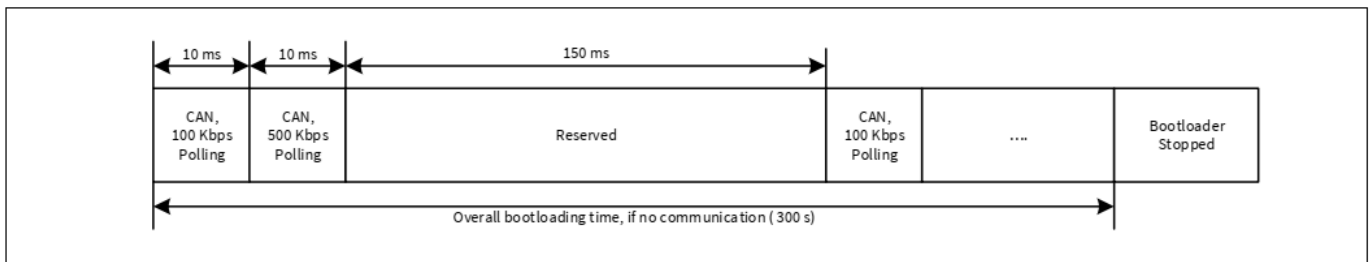 10 ms
10 ms
150 ms
CAN,
100 Kbps
Polling
CAN,
500 Kbps
Polling
Reserved
CAN,
100 Kbps
Polling
....
Bootloader
Stopped
Overall bootloading time, if no communication ( 300 s)